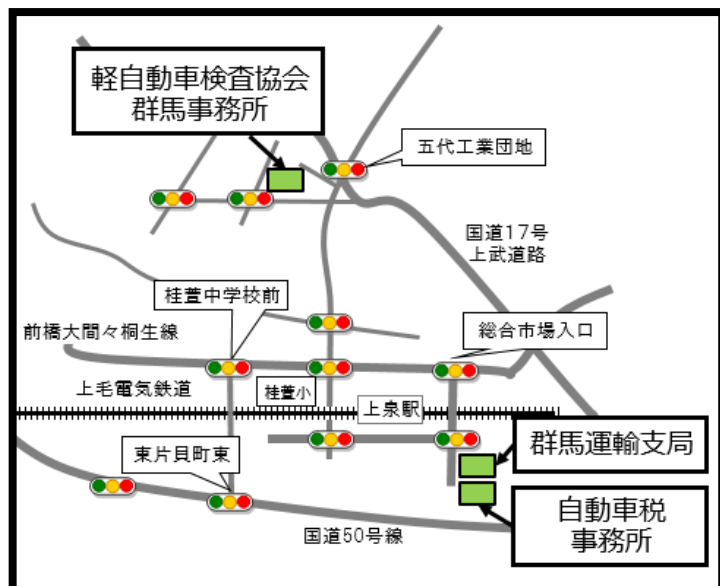 軽自動車検査協会
群馬事務所
五代工業団地
国道17号
上武道路
桂萱中学校前
総合市場入口
前橋大間々桐生線
上毛電気鉄道
桂萱小
上泉駅
群馬運輸支局
東片貝町東
自動車税
事務所
国道50号線